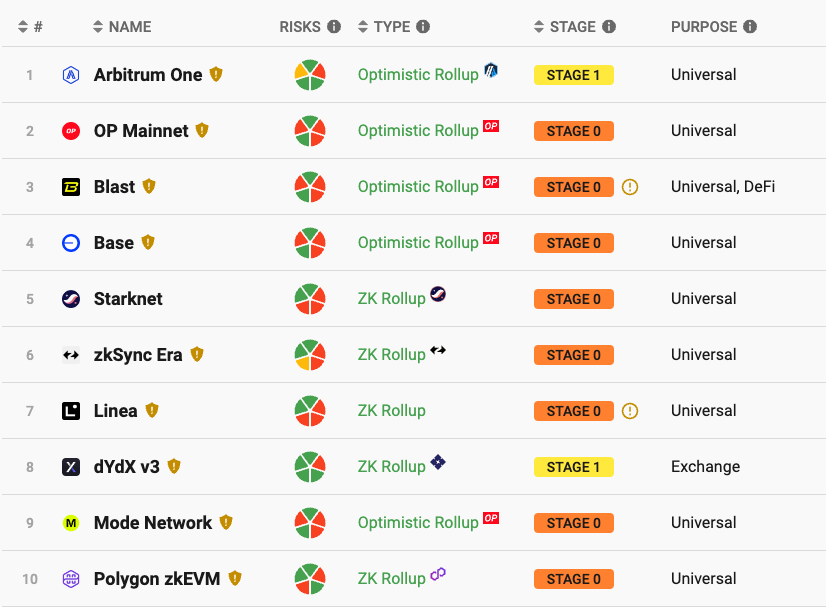 # NAME RISKS TYPE STAGE PURPOSE
1 Arbitrum One Optimistic Rollup STAGE 1 Universal
2 OP OP Mainnet Optimistic Rollup OP STAGE 0 Universal
3 Blast Optimistic Rollup OP STAGE 0 Universal, DeFi
4 Base Optimistic Rollup OP STAGE 0 Universal
5 Starknet ZK Rollup STAGE 0 Universal
6 zkSync Era ZK Rollup STAGE 0 Universal
7 Linea ZK Rollup STAGE 0 Universal
8 dYdX v3 ZK Rollup STAGE 1 Exchange
9 M Mode Network Optimistic Rollup OP STAGE 0 Universal
10 Polygon zkEVM ZK Rollup STAGE 0 Universal